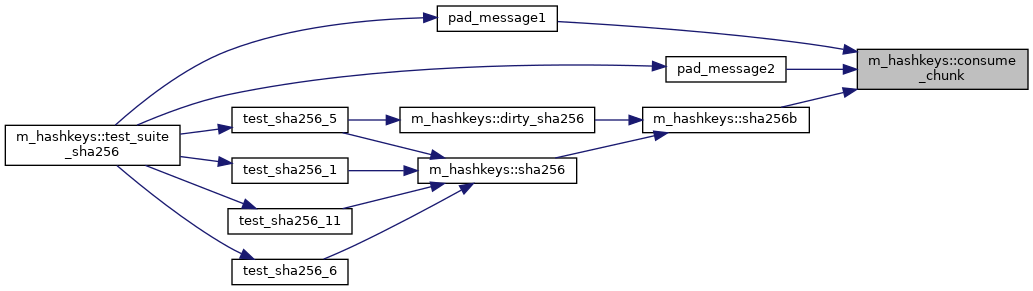 pad_message1
m_hashkeys::consume
_chunk
pad_message2
test_sha256_5
m_hashkeys::dirty_sha256
m_hashkeys::sha256b
m_hashkeys::test_suite
_sha256
test_sha256_1
m_hashkeys::sha256
test_sha256_11
test_sha256_6